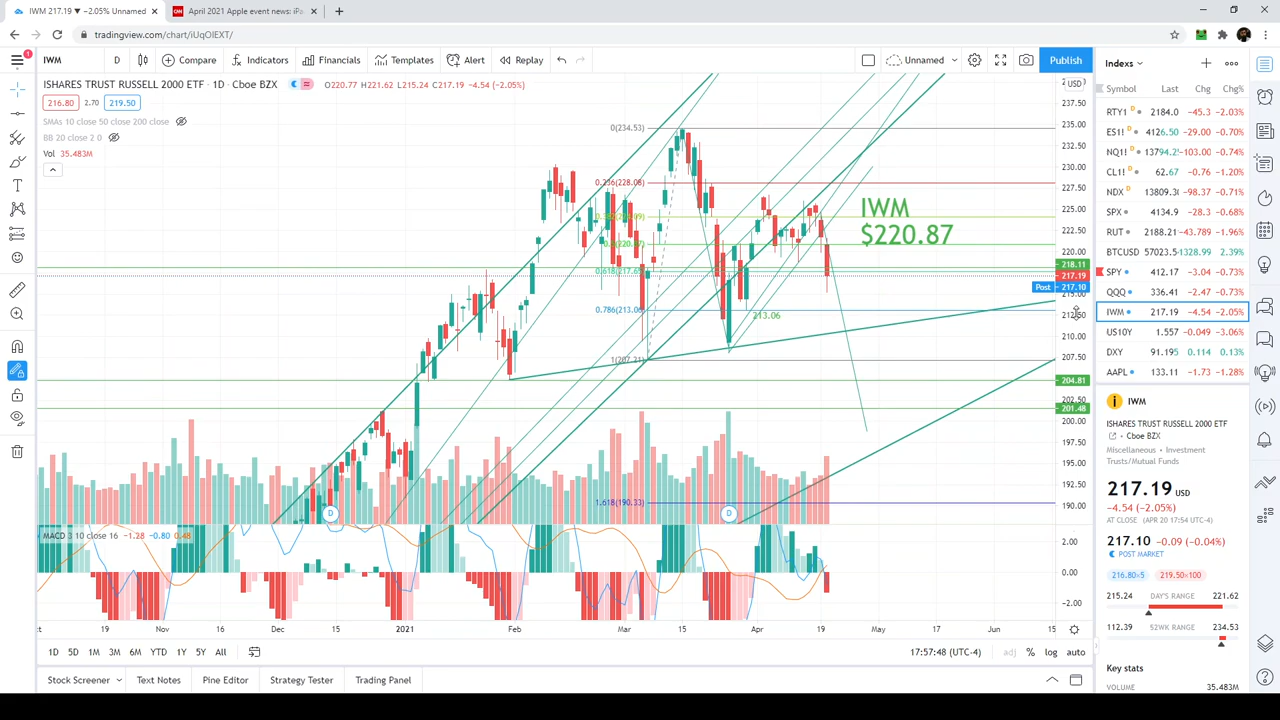 IWM 217.19 ▼ −2.05% Unnamed
April 2021 Apple event news: iPa
tradingview.com/chart/iUqOIEXT/
IWM
D
Compare
Indicators
Financials
Templates
Alert
Replay
Unnamed
Publish
ISHARES TRUST RUSSELL 2000 ETF · 1D · Cboe BZX
O220.77 H221.62 L215.24 C217.19 −4.54 (−2.05%)
216.80
2.70
219.50
SMAs 10 close 50 close 200 close
BB 20 close 2 0
Vol 35.483M
0(234.53)
0.236(228.08)
0.618(217.65)
0.786(213.06)
1(207.21)
1.618(190.33)
213.06
IWM
$220.87
USD
237.50
235.00
232.50
230.00
227.50
225.00
222.50
220.00
218.11
217.19
Post 217.10
215.00
212.50
210.00
207.50
204.81
202.50
201.48
200.00
197.50
195.00
192.50
190.00
D
D
MACD 3 10 close 16 −1.28 −0.80 0.48
2.00
0.00
−2.00
19
Nov
16
Dec
15
2021
Feb
Mar
15
Apr
19
May
17
Jun
15
1D
5D
1M
3M
6M
YTD
1Y
5Y
All
17:57:48 (UTC-4)
adj
%
log
auto
Stock Screener
Text Notes
Pine Editor
Strategy Tester
Trading Panel
Indexs
Symbol Last Chg Chg%
RTY1 D 2184.0 −45.3 −2.03%
ES1! D 4126.50 −29.00 −0.70%
NQ1! D 13794.2 −103.00 −0.74%
CL1! D 62.67 −0.76 −1.20%
NDX 13809.30 −98.37 −0.71%
SPX 4134.9 −28.3 −0.68%
RUT 2188.21 −43.789 −1.96%
BTCUSD 57023.5 1328.99 2.39%
SPY 412.17 −3.04 −0.73%
QQQ 336.41 −2.47 −0.73%
IWM 217.19 −4.54 −2.05%
US10Y 1.557 −0.049 −3.06%
DXY 91.195 0.114 0.13%
AAPL 133.11 −1.73 −1.28%
IWM
ISHARES TRUST RUSSELL 2000 ETF
Cboe BZX
Miscellaneous • Investment
Trusts/Mutual Funds
217.19 USD
−4.54 (−2.05%)
AT CLOSE (APR 20 17:54 UTC-4)
217.10 −0.09 (−0.04%)
POST MARKET
216.80×5
219.50×100
215.24 DAY'S RANGE 221.62
112.39 52WK RANGE 234.53
Key stats
VOLUME 35.483M